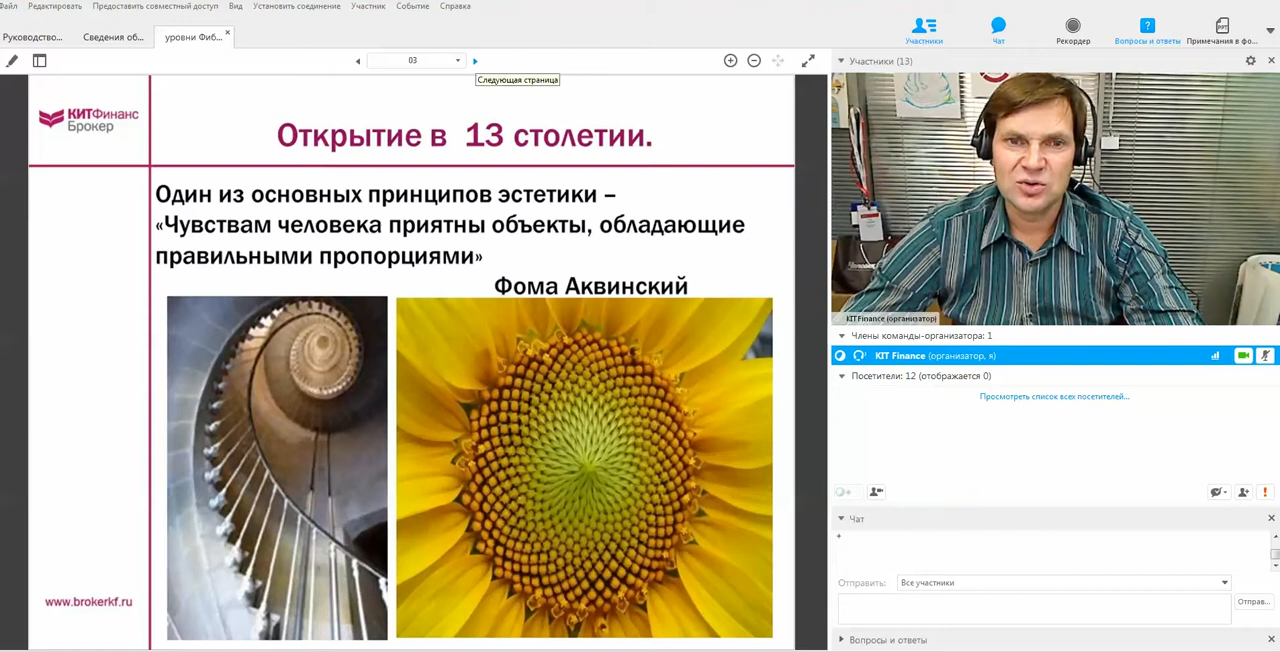 Файл Редактировать Предоставить совместный доступ Вид Установить соединение Участник Событие Справка
Руководство... Сведения об... уровни Фиб...
Участники Чат Рекордер Вопросы и ответы Примечания в фо...
03
Следующая страница
КИТФинанс
Брокер
Открытие в 13 столетии.
Один из основных принципов эстетики –
«Чувствам человека приятны объекты, обладающие
правильными пропорциями»
Фома Аквинский
www.brokerkf.ru
Участники (13)
KIT Finance (организатор)
Члены команды-организатора: 1
KIT Finance (организатор, я)
Посетители: 12 (отображается 0)
Просмотреть список всех посетителей...
Чат
+
Отправить: Все участники
Отправ...
Вопросы и ответы